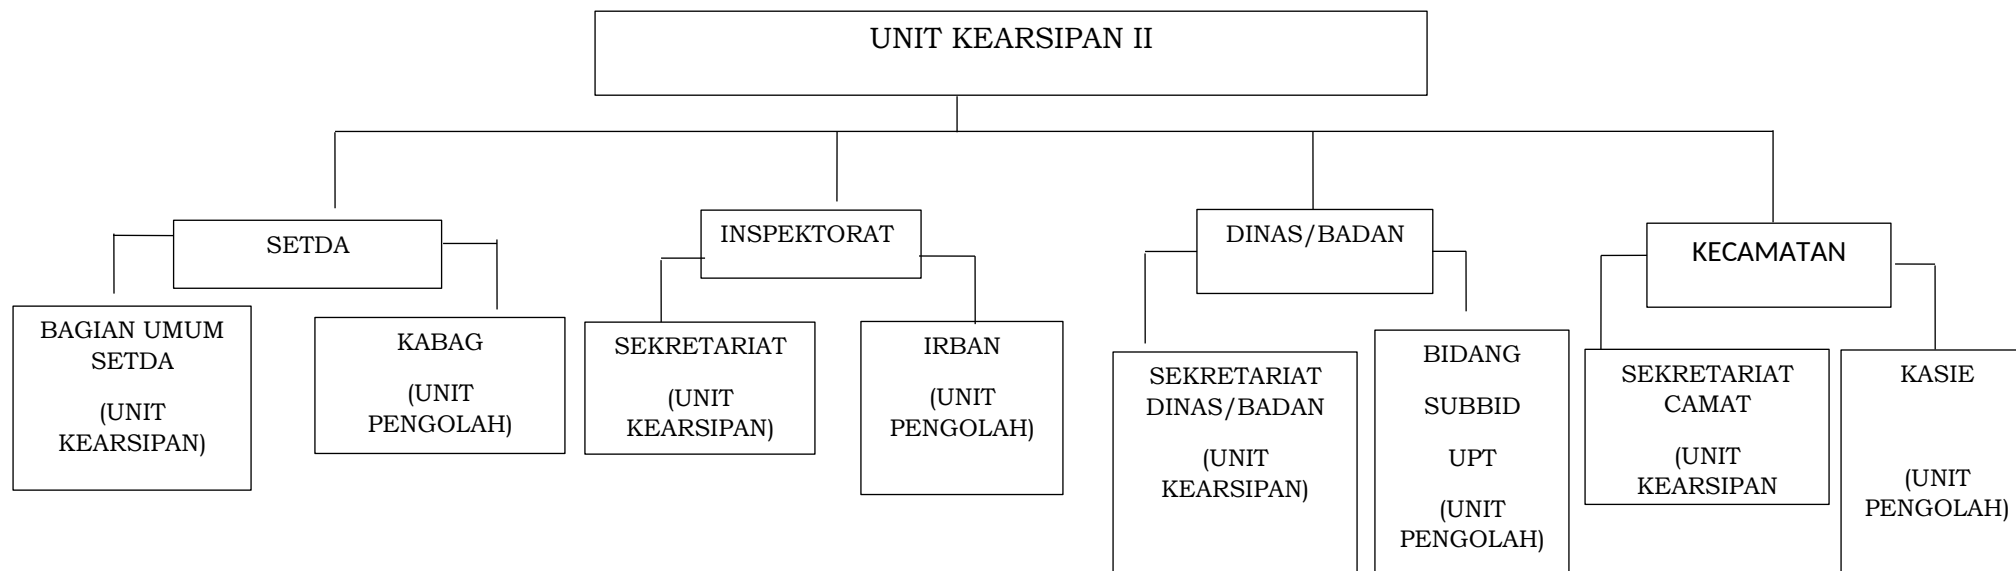 UNIT KEARSIPAN II
SETDA
INSPEKTORAT
DINAS/BADAN
KECAMATAN
BAGIAN UMUM
SETDA
(UNIT
KEARSIPAN)
KABAG
(UNIT
PENGOLAH)
SEKRETARIAT
(UNIT
KEARSIPAN)
IRBAN
(UNIT
PENGOLAH)
SEKRETARIAT
DINAS/BADAN
(UNIT
KEARSIPAN)
BIDANG
SUBBID
UPT
(UNIT
PENGOLAH)
SEKRETARIAT
CAMAT
(UNIT
KEARSIPAN
KASIE
(UNIT
PENGOLAH)